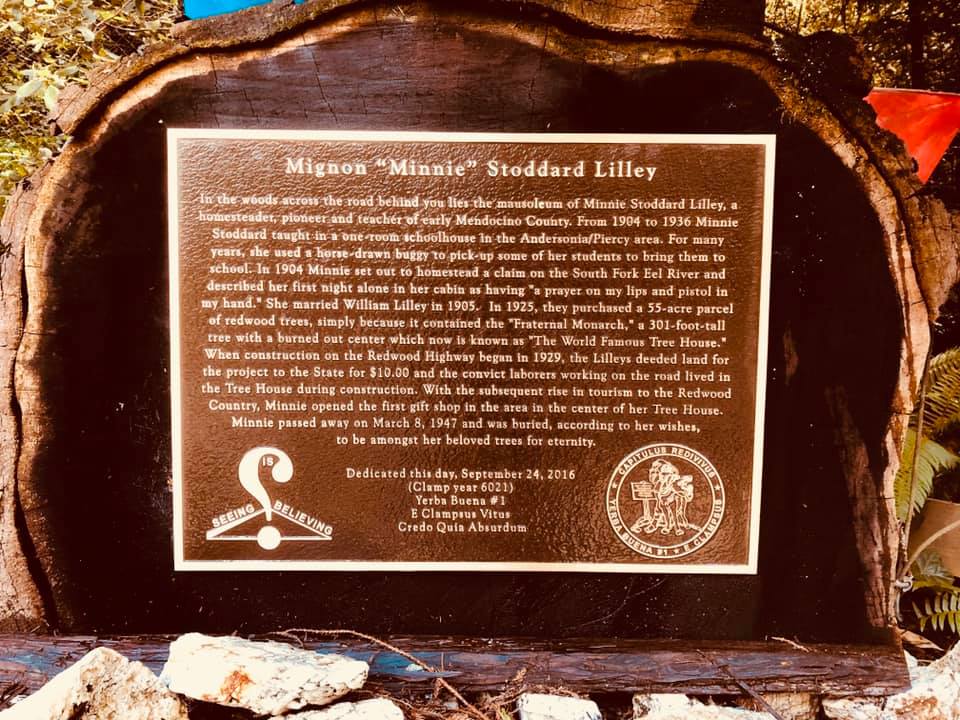 Mignon “Minnie” Stoddard Lilley
In the woods across the road behind you lies the mausoleum of Minnie Stoddard Lilley, a
homesteader, pioneer and teacher of early Mendocino County. From 1904 to 1936 Minnie
Stoddard taught in a one-room schoolhouse in the Andersonia/Piercy area. For many
years, she used a horse-drawn buggy to pick-up some of her students to bring them to
school. In 1904 Minnie set out to homestead a claim on the South Fork Eel River and
described her first night alone in her cabin as having "a prayer on my lips and pistol in
my hand." She married William Lilley in 1905. In 1925, they purchased a 55-acre parcel
of redwood trees, simply because it contained the "Fraternal Monarch," a 301-foot-tall
tree with a burned out center which now is known as "The World Famous Tree House."
When construction on the Redwood Highway began in 1929, the Lilleys deeded land for
the project to the State for $10.00 and the convict laborers working on the road lived in
the Tree House during construction. With the subsequent rise in tourism to the Redwood
Country, Minnie opened the first gift shop in the area in the center of her Tree House.
Minnie passed away on March 8, 1947 and was buried, according to her wishes,
to be amongst her beloved trees for eternity.
Dedicated this day, September 24, 2016
(Clamp year 6021)
Yerba Buena #1
E Clampsus Vitus
Credo Quia Absurdum
IS
SEEING BELIEVING
CAPITULUS REDIVIVUS
YERBA BUENA #1 ★ E CLAMPSUS